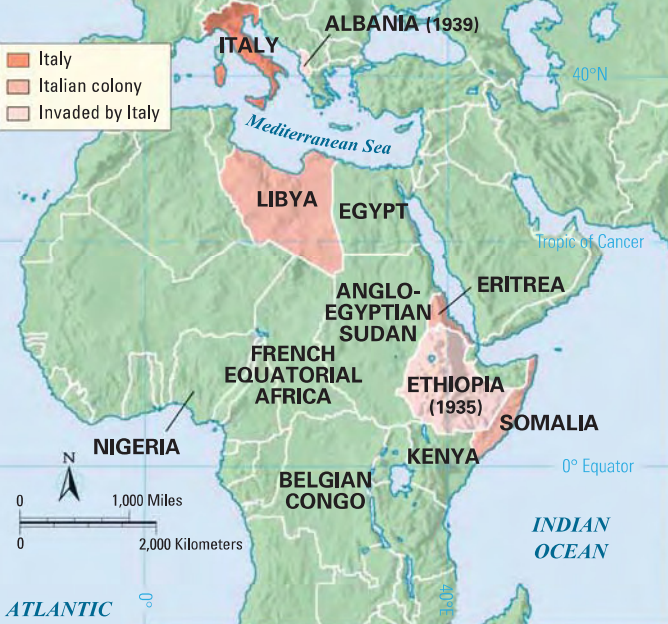 ALBANIA (1939)
ITALY
Italy
Italian colony
Invaded by Italy
40°N
Mediterranean Sea
LIBYA
EGYPT
Tropic of Cancer
ERITREA
ANGLO-
EGYPTIAN
SUDAN
FRENCH
EQUATORIAL
AFRICA
ETHIOPIA
(1935)
SOMALIA
NIGERIA
KENYA
0° Equator
N
BELGIAN
CONGO
0 1,000 Miles
0 2,000 Kilometers
INDIAN
OCEAN
ATLANTIC
0°
40°E